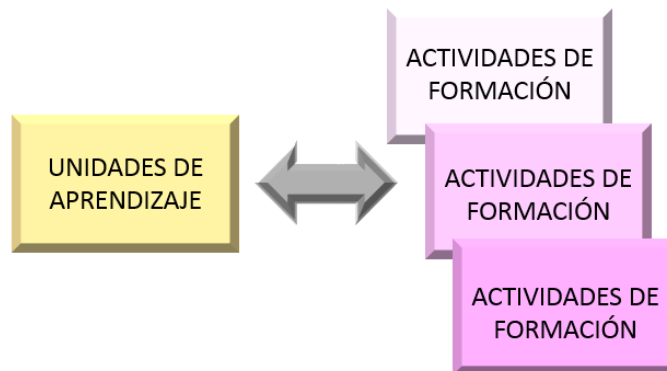 UNIDADES DE
APRENDIZAJE
ACTIVIDADES DE
FORMACIÓN
ACTIVIDADES DE
FORMACIÓN
ACTIVIDADES DE
FORMACIÓN